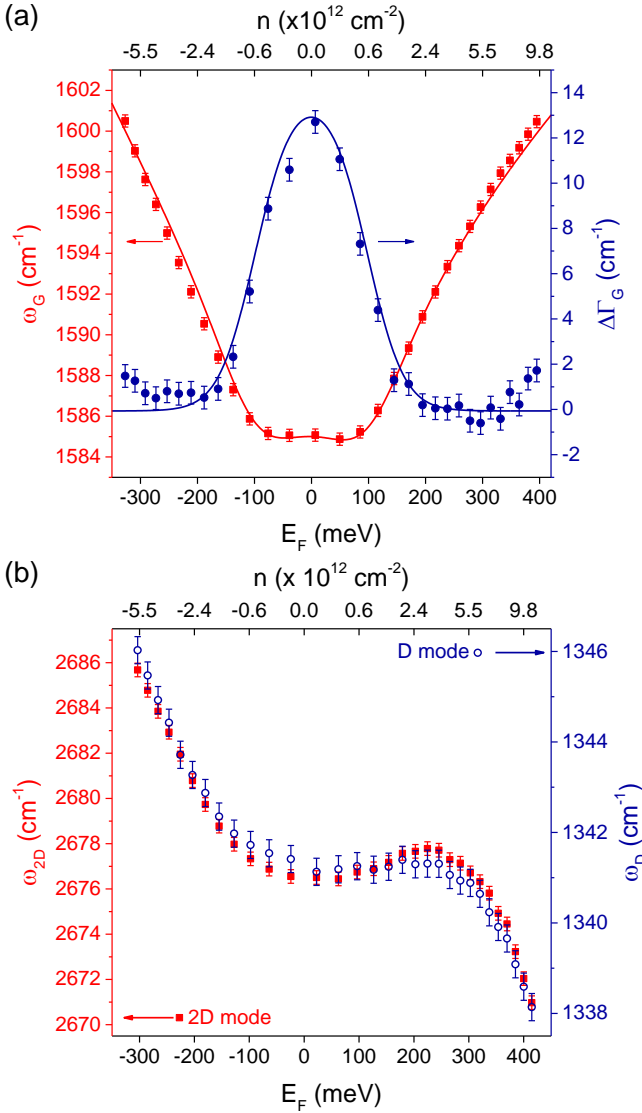 (a)
n (x10¹² cm⁻²)
-5.5 -2.4 -0.6 0.0 0.6 2.4 5.5 9.8
1602
1600
1598
1596
1594
1592
1590
1588
1586
1584
ω_G (cm⁻¹)
15
14
12
10
8
6
4
2
0
-2
ΔΓ_G (cm⁻¹)
-300 -200 -100 0 100 200 300 400
E_F (meV)
(b)
n (x 10¹² cm⁻²)
-5.5 -2.4 -0.6 0.0 0.6 2.4 5.5 9.8
2686
2684
2682
2680
2678
2676
2674
2672
2670
ω_2D (cm⁻¹)
D mode
2D mode
1346
1344
1342
1340
1338
ω_D (cm⁻¹)
-300 -200 -100 0 100 200 300 400
E_F (meV)